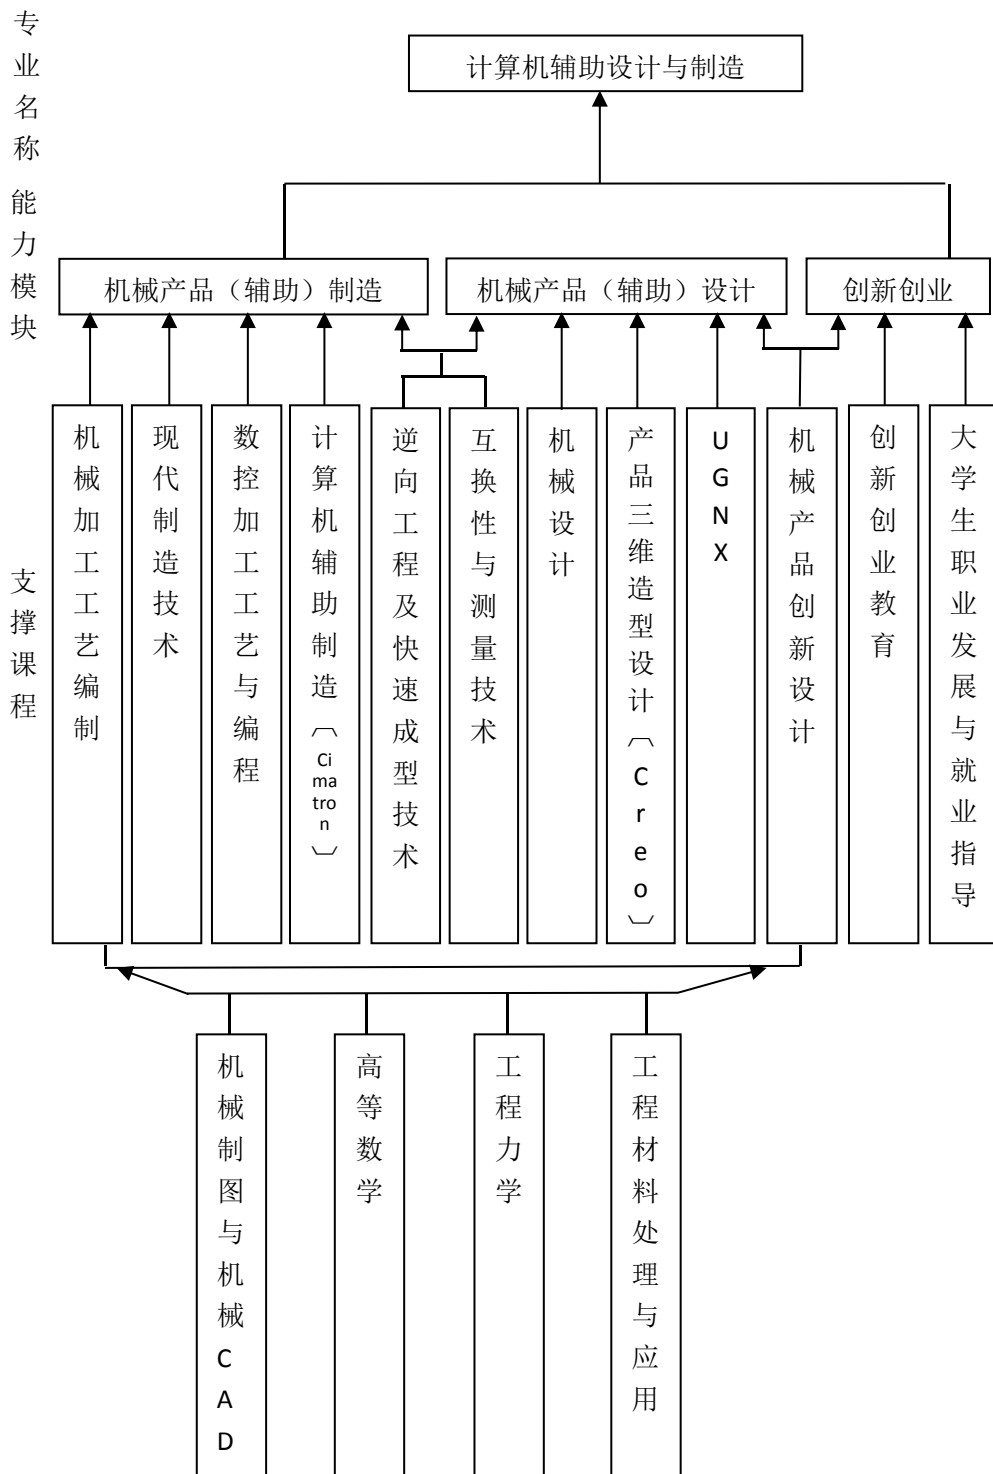 专业名称
计算机辅助设计与制造
能力模块
机械产品（辅助）制造
机械产品（辅助）设计
创新创业
支撑课程
机械加工工艺编制
现代制造技术
数控加工工艺与编程
计算机辅助制造〔Cimatron〕
逆向工程及快速成型技术
互换性与测量技术
机械设计
产品三维造型设计〔Creo〕
UGNX
机械产品创新设计
创新创业教育
大学生职业发展与就业指导
机械制图与机械CAD
高等数学
工程力学
工程材料处理与应用